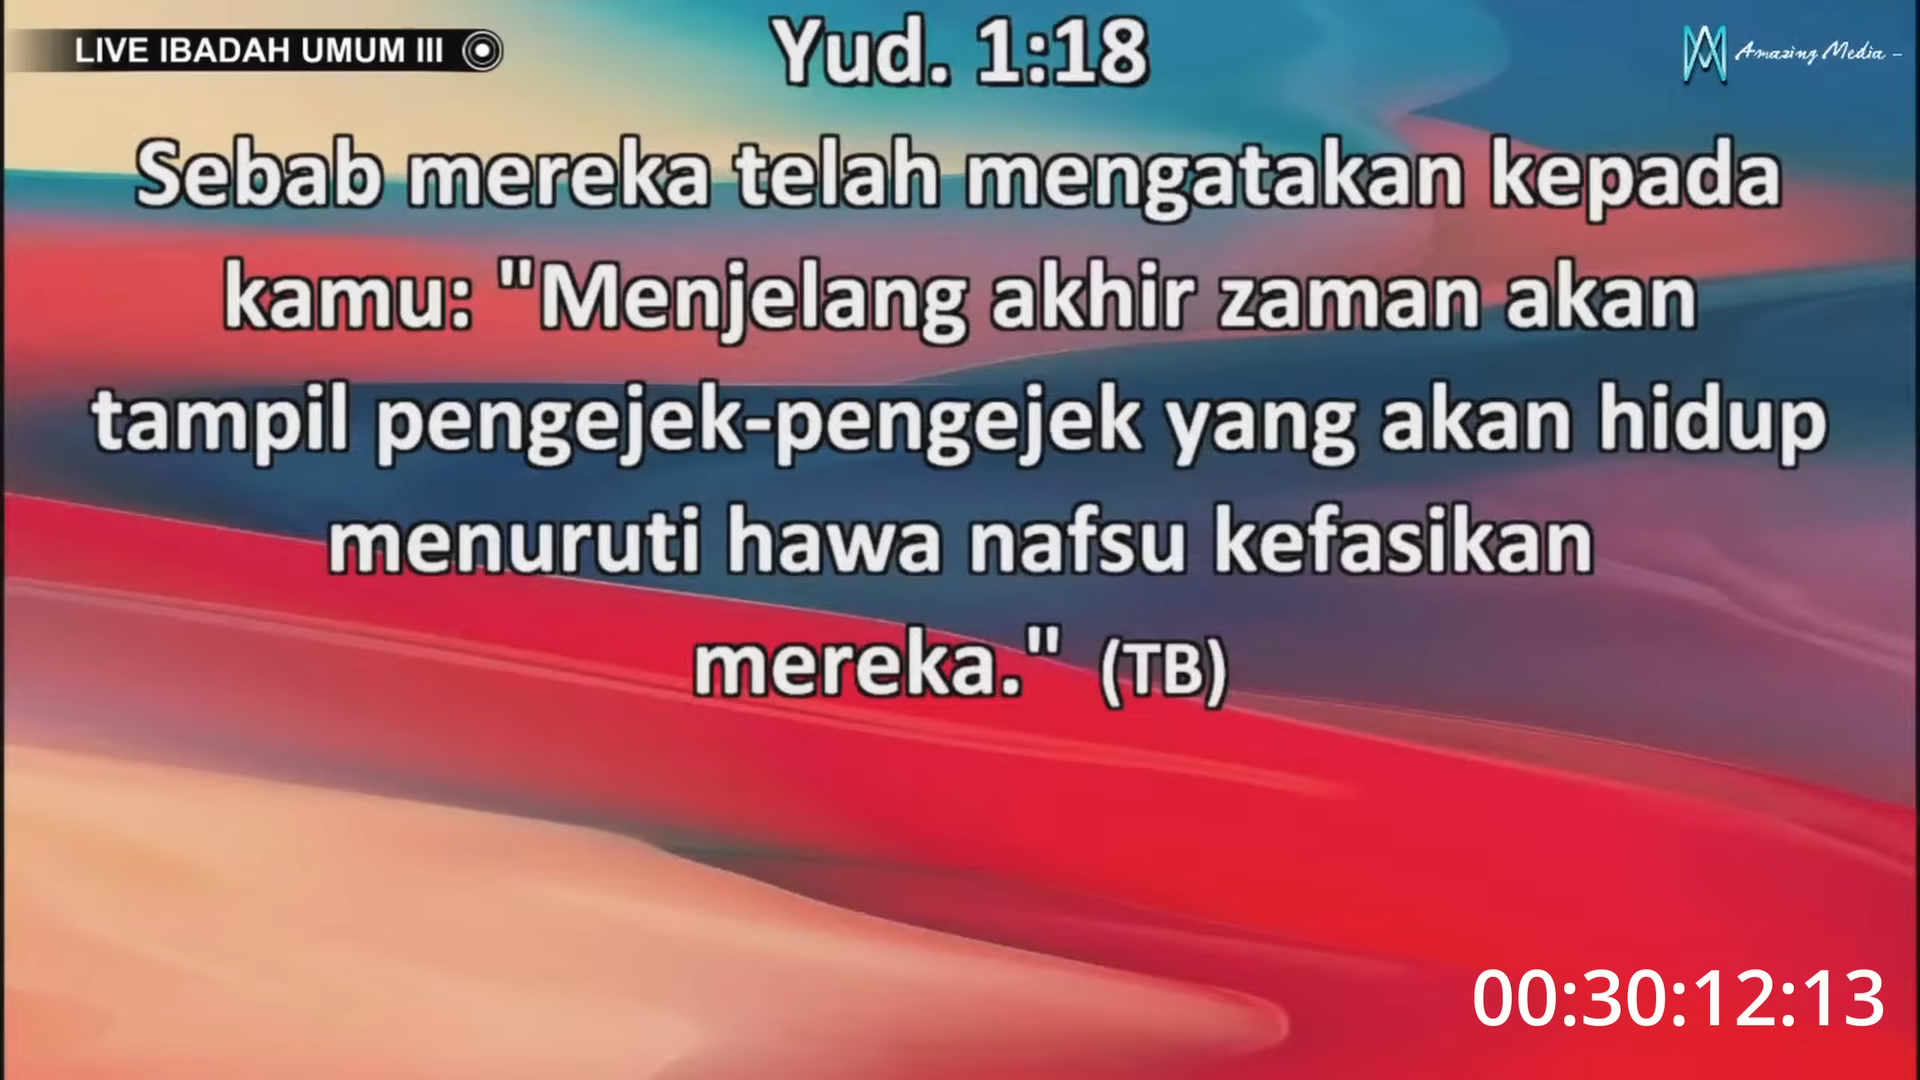 LIVE IBADAH UMUM III
Yud. 1:18
Amazing Media -
Sebab mereka telah mengatakan kepada
kamu: "Menjelang akhir zaman akan
tampil pengejek-pengejek yang akan hidup
menuruti hawa nafsu kefasikan
mereka." (TB)
00:30:12:13